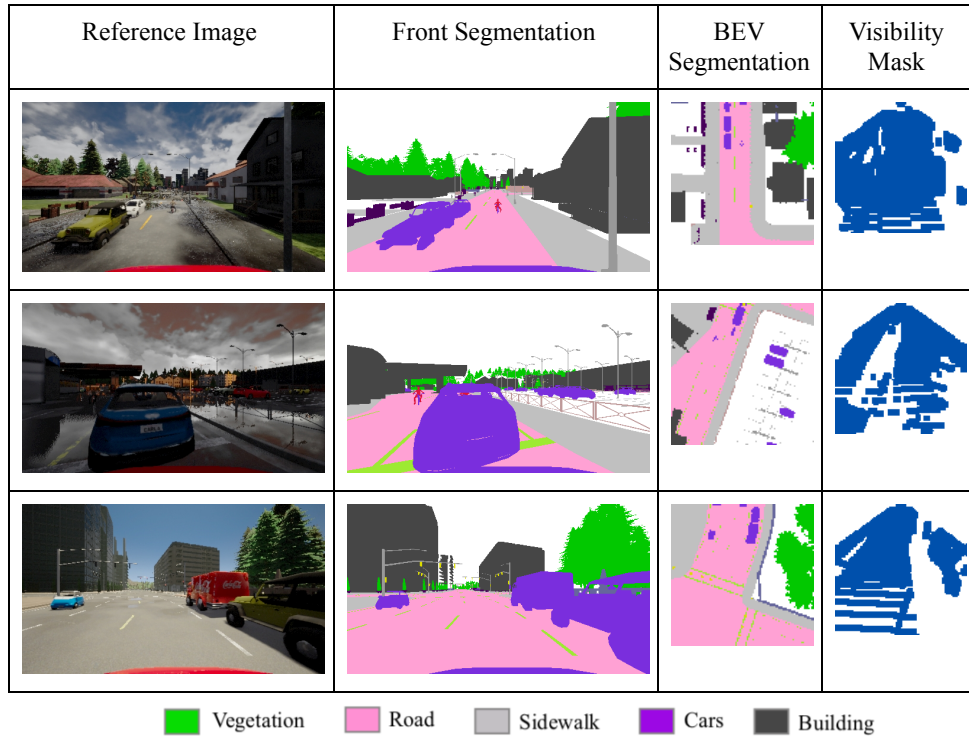 Reference Image
Front Segmentation
BEV
Segmentation
Visibility
Mask
Vegetation
Road
Sidewalk
Cars
Building